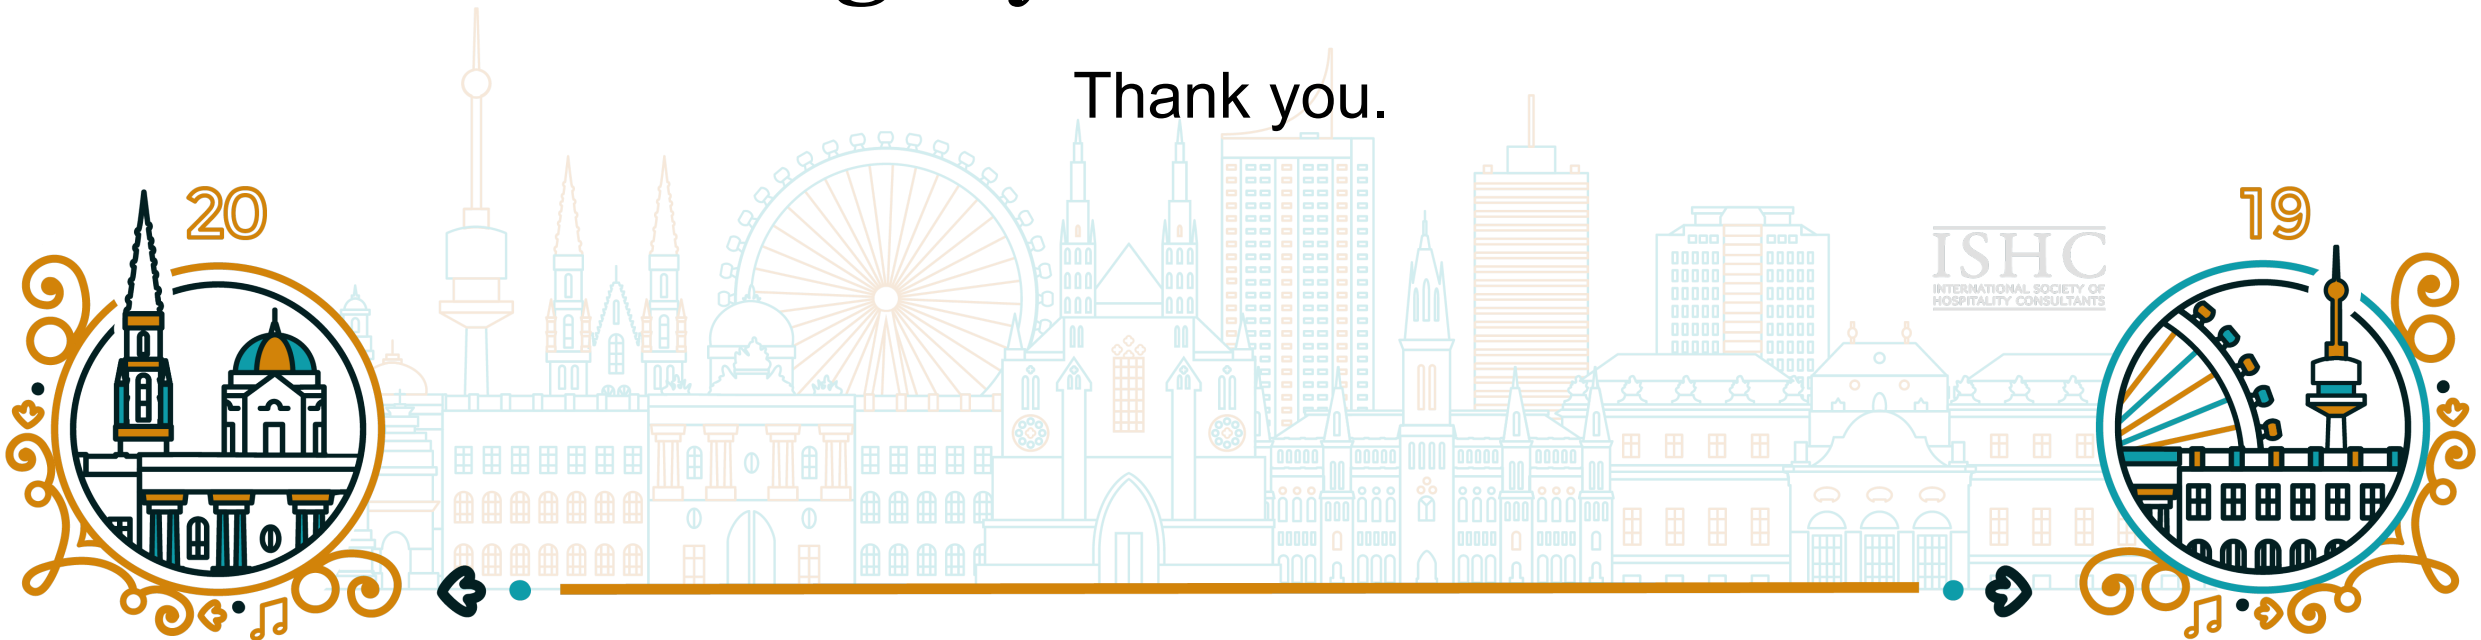 Thank you.
20
19
ISHC
INTERNATIONAL SOCIETY OF
HOSPITALITY CONSULTANTS